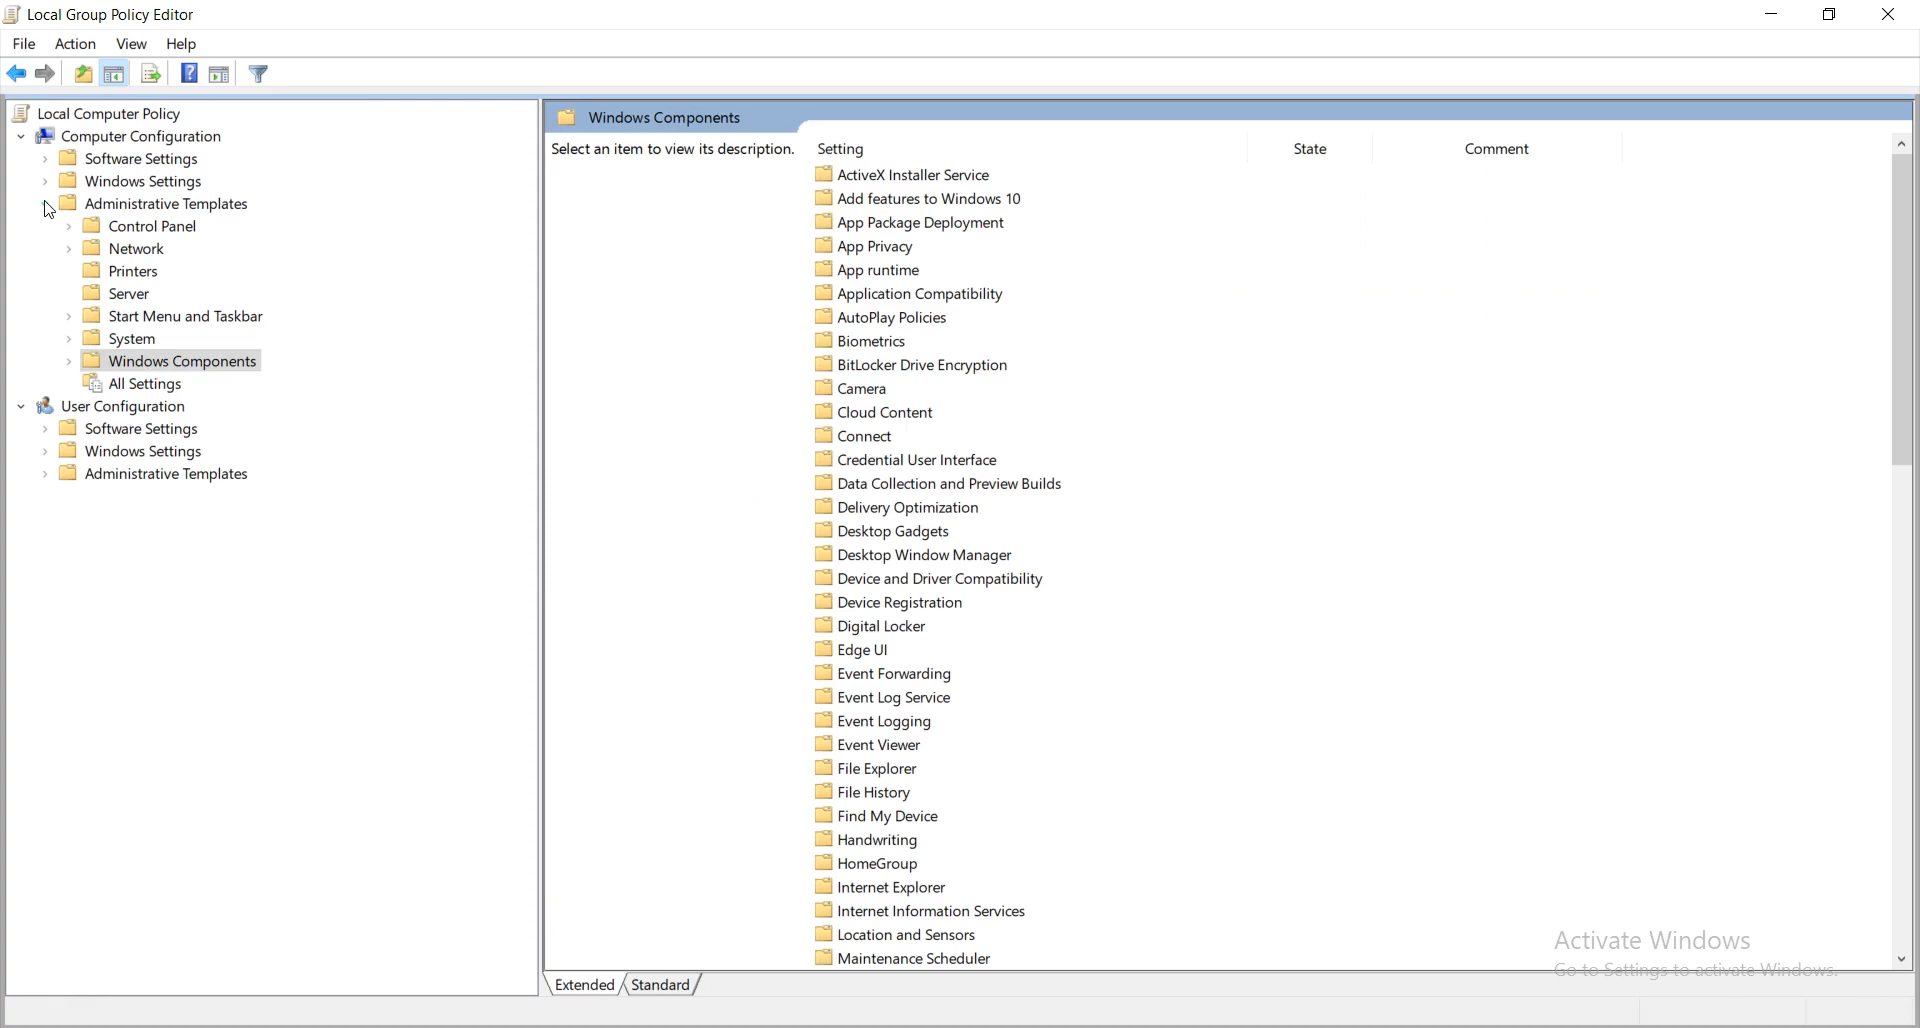 Local Group Policy Editor
File Action View Help
Local Computer Policy
Computer Configuration
Software Settings
Windows Settings
Administrative Templates
Control Panel
Network
Printers
Server
Start Menu and Taskbar
System
Windows Components
All Settings
User Configuration
Software Settings
Windows Settings
Administrative Templates
Windows Components
Select an item to view its description.
Setting State Comment
ActiveX Installer Service
Add features to Windows 10
App Package Deployment
App Privacy
App runtime
Application Compatibility
AutoPlay Policies
Biometrics
BitLocker Drive Encryption
Camera
Cloud Content
Connect
Credential User Interface
Data Collection and Preview Builds
Delivery Optimization
Desktop Gadgets
Desktop Window Manager
Device and Driver Compatibility
Device Registration
Digital Locker
Edge UI
Event Forwarding
Event Log Service
Event Logging
Event Viewer
File Explorer
File History
Find My Device
Handwriting
HomeGroup
Internet Explorer
Internet Information Services
Location and Sensors
Maintenance Scheduler
Activate Windows
Go to Settings to activate Windows.
Extended Standard